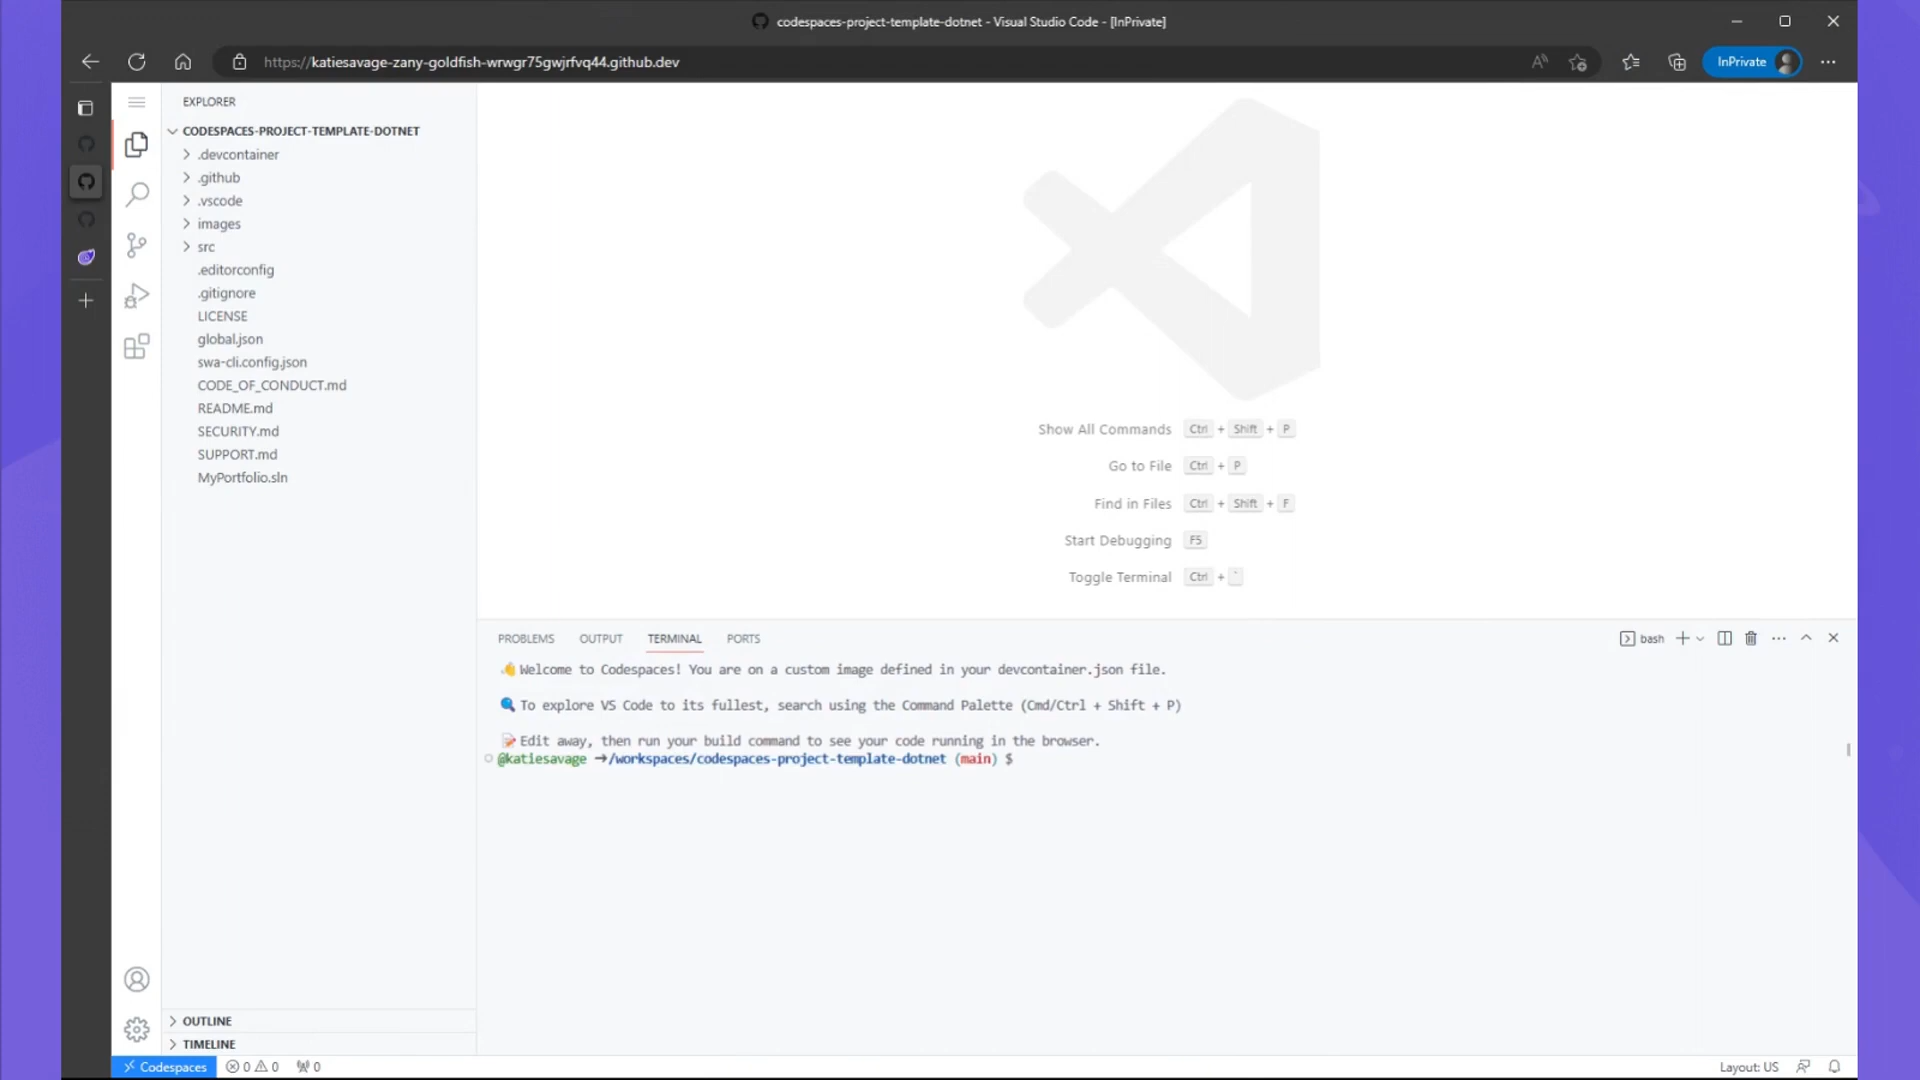 codespaces-project-template-dotnet - Visual Studio Code - [InPrivate]
https://katiesavage-zany-goldfish-wrwgr75gwjrfvq44.github.dev
InPrivate
EXPLORER
CODESPACES-PROJECT-TEMPLATE-DOTNET
.devcontainer
.github
.vscode
images
src
.editorconfig
.gitignore
LICENSE
global.json
swa-cli.config.json
CODE_OF_CONDUCT.md
README.md
SECURITY.md
SUPPORT.md
MyPortfolio.sln
OUTLINE
TIMELINE
Show All Commands Ctrl + Shift + P
Go to File Ctrl + P
Find in Files Ctrl + Shift + F
Start Debugging F5
Toggle Terminal Ctrl + `
PROBLEMS OUTPUT TERMINAL PORTS
bash
Welcome to Codespaces! You are on a custom image defined in your devcontainer.json file.
To explore VS Code to its fullest, search using the Command Palette (Cmd/Ctrl + Shift + P)
Edit away, then run your build command to see your code running in the browser.
@katiesavage →/workspaces/codespaces-project-template-dotnet (main) $
Codespaces 0 0 0
Layout: US